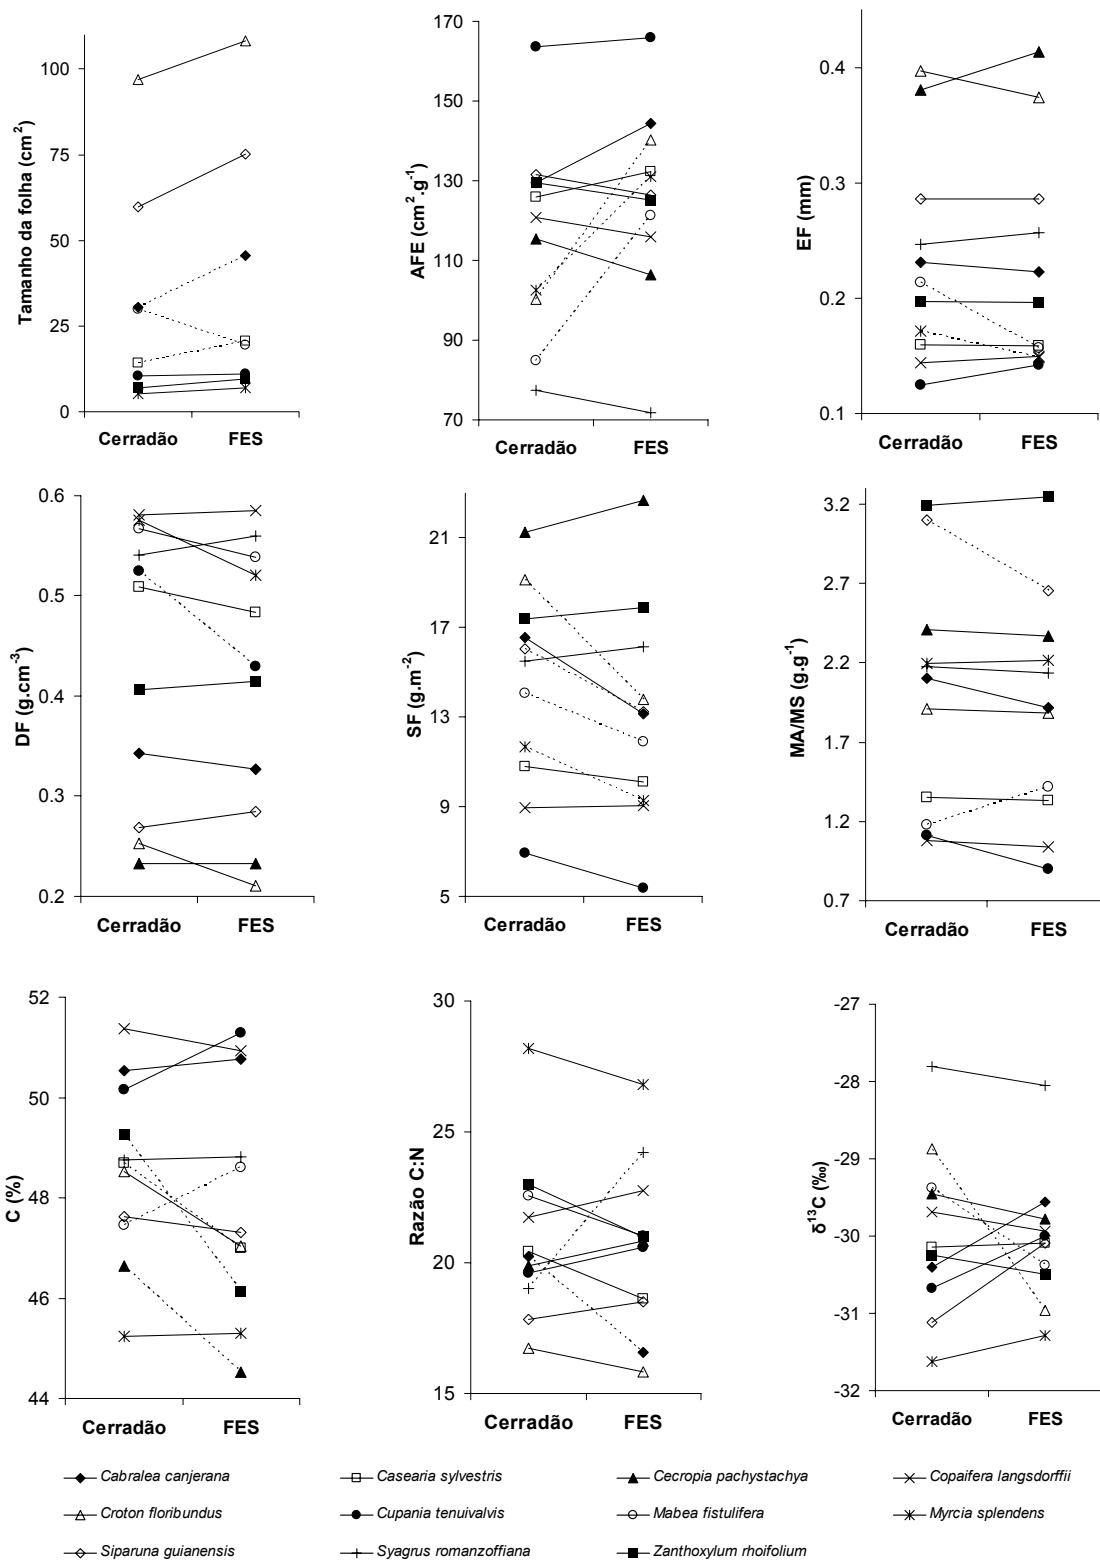 Tamanho da folha (cm²)
100
75
50
25
0
Cerradão FES
AFE (cm².g⁻¹)
170
150
130
110
90
70
Cerradão FES
EF (mm)
0.4
0.3
0.2
0.1
Cerradão FES
DF (g.cm⁻³)
0.6
0.5
0.4
0.3
0.2
Cerradão FES
SF (g.m⁻²)
21
17
13
9
5
Cerradão FES
MA/MS (g.g⁻¹)
3.2
2.7
2.2
1.7
1.2
0.7
Cerradão FES
C (%)
52
50
48
46
44
Cerradão FES
Razão C:N
30
25
20
15
Cerradão FES
δ¹³C (‰)
-27
-28
-29
-30
-31
-32
Cerradão FES
Cabralea canjerana Casearia sylvestris Cecropia pachystachya Copaifera langsdorffii
Croton floribundus Cupania tenuivalvis Mabea fistulifera Myrcia splendens
Siparuna guianensis Syagrus romanzoffiana Zanthoxylum rhoifolium